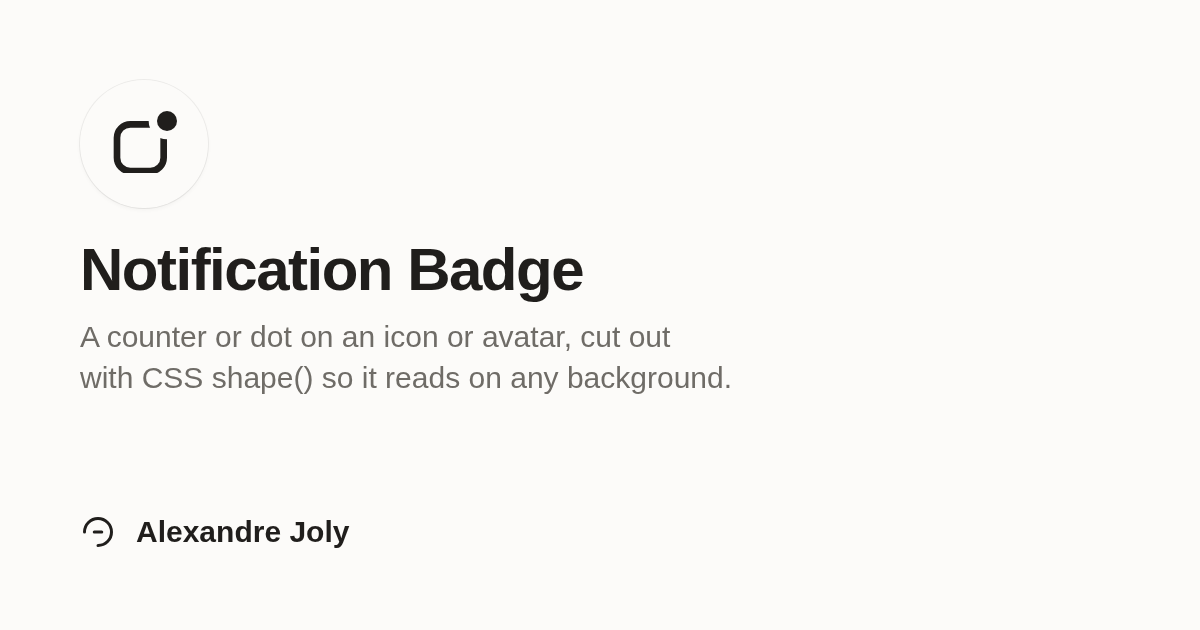 Notification Badge
A counter or dot on an icon or avatar, cut out
with CSS shape() so it reads on any background.
Alexandre Joly